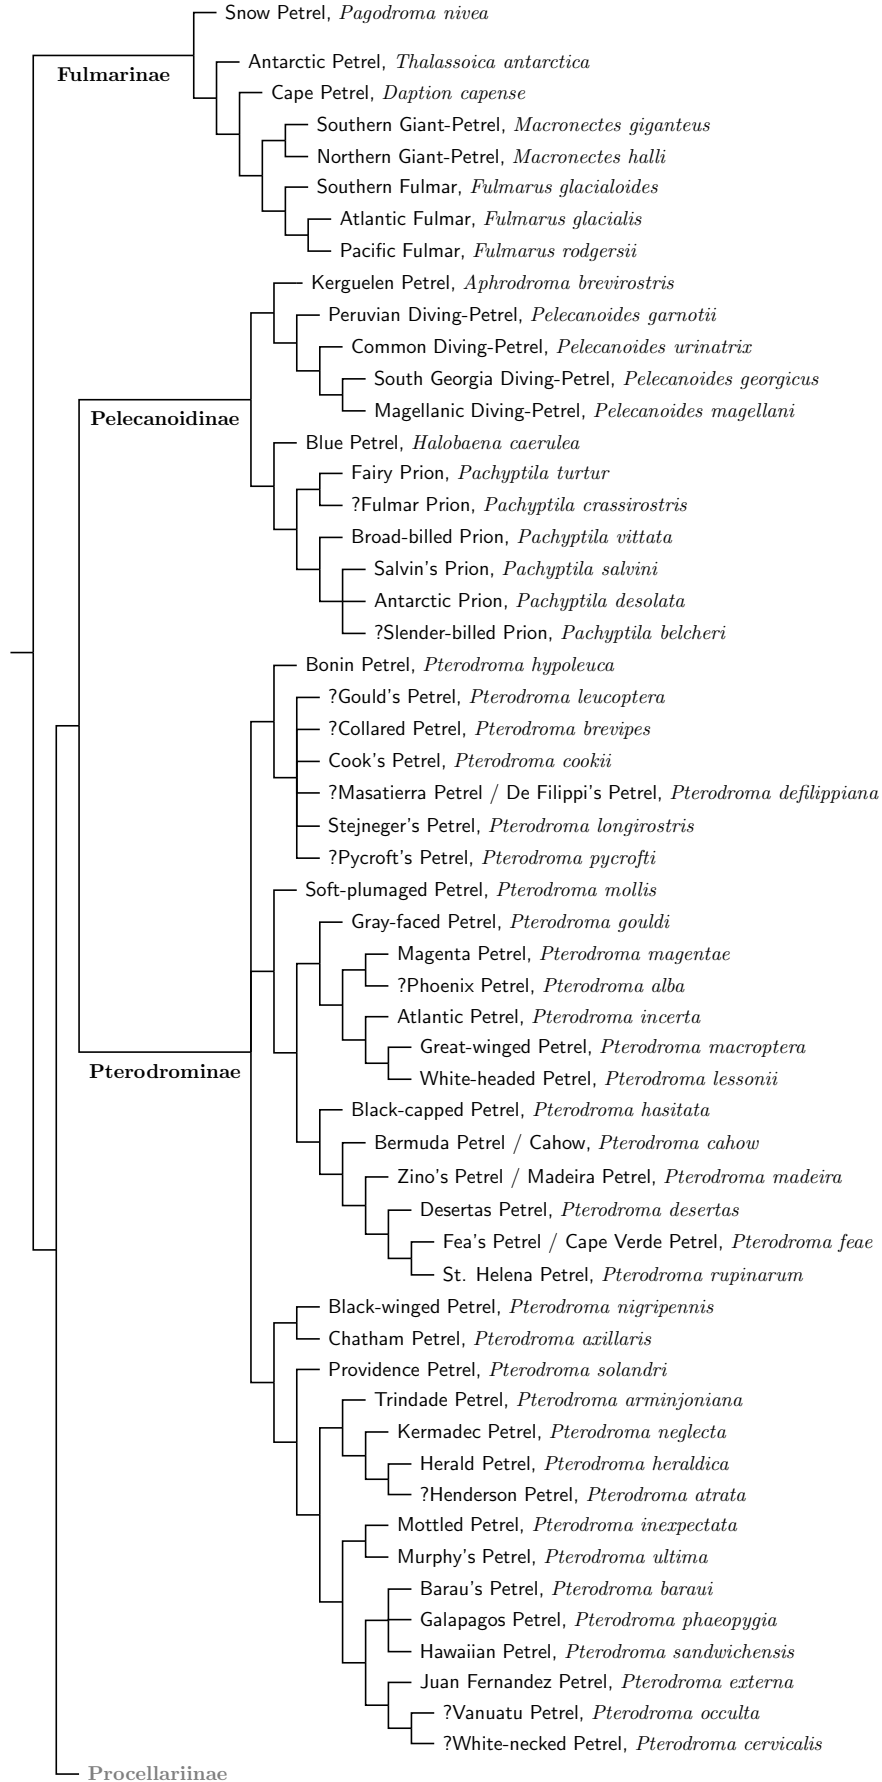 Snow Petrel, Pagodroma nivea
Fulmarinae
Antarctic Petrel, Thalassoica antarctica
Cape Petrel, Daption capense
Southern Giant-Petrel, Macronectes giganteus
Northern Giant-Petrel, Macronectes halli
Southern Fulmar, Fulmarus glacialoides
Atlantic Fulmar, Fulmarus glacialis
Pacific Fulmar, Fulmarus rodgersii
Kerguelen Petrel, Aphrodroma brevirostris
Peruvian Diving-Petrel, Pelecanoides garnotii
Common Diving-Petrel, Pelecanoides urinatrix
South Georgia Diving-Petrel, Pelecanoides georgicus
Magellanic Diving-Petrel, Pelecanoides magellani
Pelecanoidinae
Blue Petrel, Halobaena caerulea
Fairy Prion, Pachyptila turtur
?Fulmar Prion, Pachyptila crassirostris
Broad-billed Prion, Pachyptila vittata
Salvin's Prion, Pachyptila salvini
Antarctic Prion, Pachyptila desolata
?Slender-billed Prion, Pachyptila belcheri
Bonin Petrel, Pterodroma hypoleuca
?Gould's Petrel, Pterodroma leucoptera
?Collared Petrel, Pterodroma brevipes
Cook's Petrel, Pterodroma cookii
?Masatierra Petrel / De Filippi's Petrel, Pterodroma defilippiana
Stejneger's Petrel, Pterodroma longirostris
?Pycroft's Petrel, Pterodroma pycrofti
Soft-plumaged Petrel, Pterodroma mollis
Gray-faced Petrel, Pterodroma gouldi
Magenta Petrel, Pterodroma magentae
?Phoenix Petrel, Pterodroma alba
Atlantic Petrel, Pterodroma incerta
Great-winged Petrel, Pterodroma macroptera
Pterodrominae
White-headed Petrel, Pterodroma lessonii
Black-capped Petrel, Pterodroma hasitata
Bermuda Petrel / Cahow, Pterodroma cahow
Zino's Petrel / Madeira Petrel, Pterodroma madeira
Desertas Petrel, Pterodroma desertas
Fea's Petrel / Cape Verde Petrel, Pterodroma feae
St. Helena Petrel, Pterodroma rupinarum
Black-winged Petrel, Pterodroma nigripennis
Chatham Petrel, Pterodroma axillaris
Providence Petrel, Pterodroma solandri
Trindade Petrel, Pterodroma arminjoniana
Kermadec Petrel, Pterodroma neglecta
Herald Petrel, Pterodroma heraldica
?Henderson Petrel, Pterodroma atrata
Mottled Petrel, Pterodroma inexpectata
Murphy's Petrel, Pterodroma ultima
Barau's Petrel, Pterodroma baraui
Galapagos Petrel, Pterodroma phaeopygia
Hawaiian Petrel, Pterodroma sandwichensis
Juan Fernandez Petrel, Pterodroma externa
?Vanuatu Petrel, Pterodroma occulta
?White-necked Petrel, Pterodroma cervicalis
Procellariinae